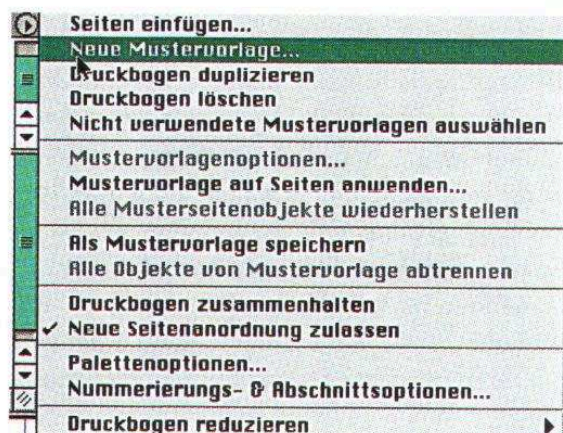 Seiten einfügen...
Neue Mustervorlage...
Druckbogen duplizieren
Druckbogen löschen
Nicht verwendete Mustervorlagen auswählen
Mustervorlagenoptionen...
Mustervorlage auf Seiten anwenden...
Alle Musterseitenobjekte wiederherstellen
Als Mustervorlage speichern
Alle Objekte von Mustervorlage abtrennen
Druckbogen zusammenhalten
✓ Neue Seitenanordnung zulassen
Palettenoptionen...
Nummerierungs- & Abschnittsoptionen...
Druckbogen reduzieren